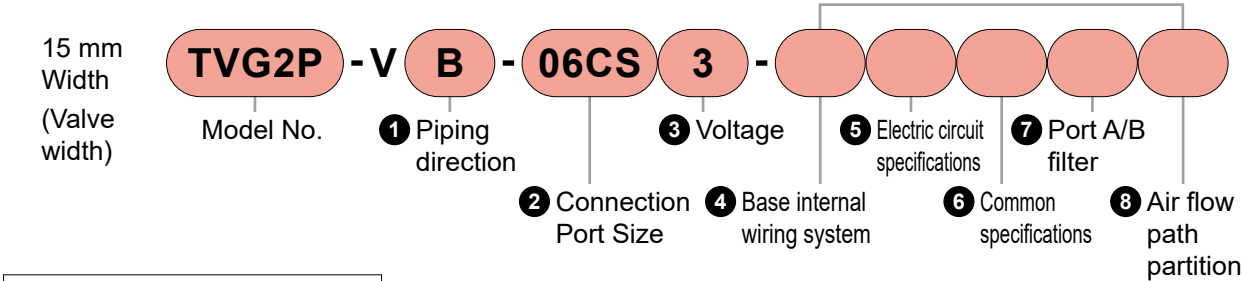 15 mm
Width
(Valve
width)
TVG2P - V B - 06CS 3 -
Model No.
1 Piping
direction
2 Connection
Port Size
3 Voltage
4 Base internal
wiring system
5 Electric circuit
specifications
6 Common
specifications
7 Port A/B
filter
8 Air flow
path
partition